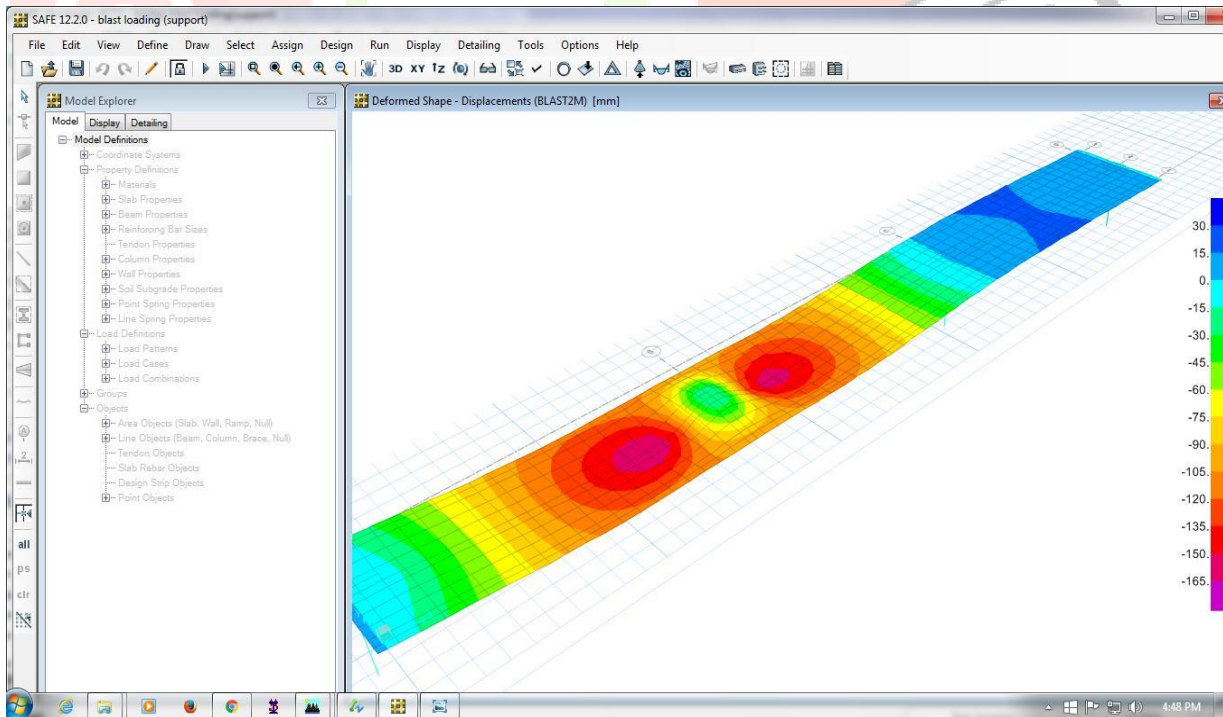 SAFE 12.2.0 - blast loading (support)
File Edit View Define Draw Select Assign Design Run Display Detailing Tools Options Help
3D XY
Model Explorer
Model Display Detailing
Model Definitions
Coordinate Systems
Property Definitions
Materials
Slab Properties
Beam Properties
Reinforcing Bar Sizes
Tendon Properties
Column Properties
Wall Properties
Soil Subgrade Properties
Point Spring Properties
Line Spring Properties
Load Definitions
Load Patterns
Load Cases
Load Combinations
Groups
Objects
Area Objects (Slab, Wall, Ramp, Null)
Line Objects (Beam, Column, Brace, Null)
Tendon Objects
Slab Rebar Objects
Design Strip Objects
Point Objects
all
ps
clr
Deformed Shape - Displacements (BLAST2M) [mm]
30.
15.
0.
-15.
-30.
-45.
-60.
-75.
-90.
-105.
-120.
-135.
-150.
-165.
4:48 PM